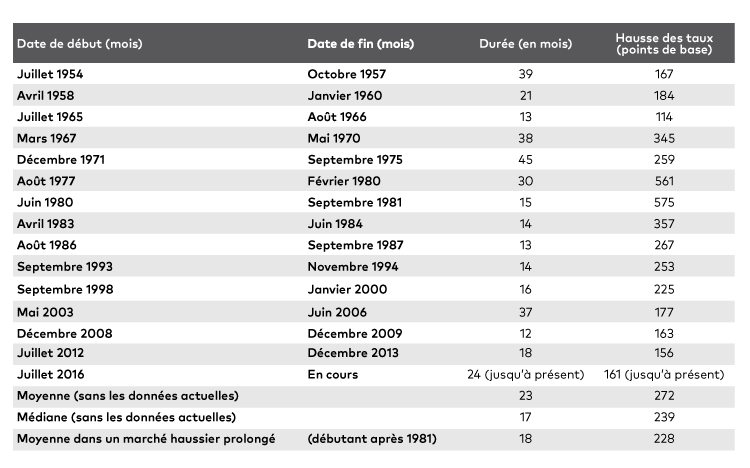 Date de début (mois) Date de fin (mois) Durée (en mois) Hausse des taux (points de base)
Juillet 1954 Octobre 1957 39 167
Avril 1958 Janvier 1960 21 184
Juillet 1965 Août 1966 13 114
Mars 1967 Mai 1970 38 345
Décembre 1971 Septembre 1975 45 259
Août 1977 Février 1980 30 561
Juin 1980 Septembre 1981 15 575
Avril 1983 Juin 1984 14 357
Août 1986 Septembre 1987 13 267
Septembre 1993 Novembre 1994 14 253
Septembre 1998 Janvier 2000 16 225
Mai 2003 Juin 2006 37 177
Décembre 2008 Décembre 2009 12 163
Juillet 2012 Décembre 2013 18 156
Juillet 2016 En cours 24 (jusqu'à présent) 161 (jusqu'à présent)
Moyenne (sans les données actuelles) 23 272
Médiane (sans les données actuelles) 17 239
Moyenne dans un marché haussier prolongé (débutant après 1981) 18 228